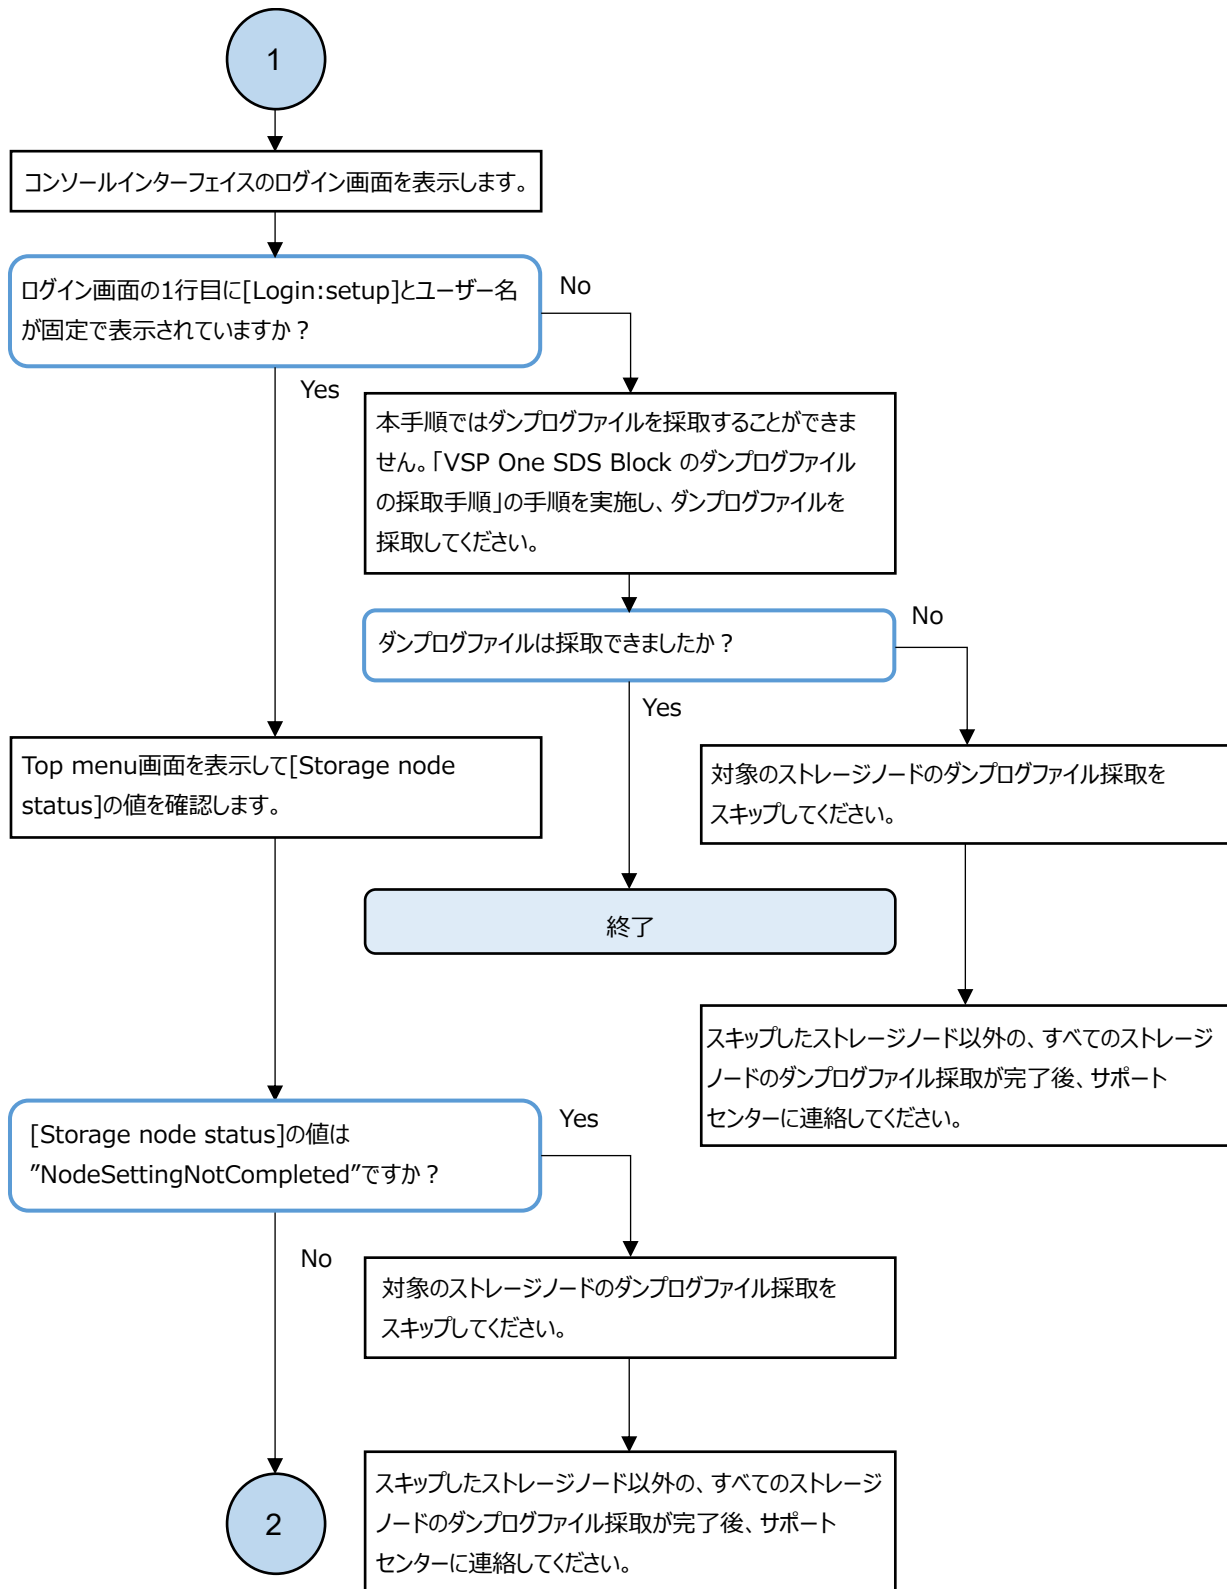 1
コンソールインターフェイスのログイン画面を表示します。
ログイン画面の1行目に[Login:setup]とユーザー名
が固定で表示されていますか？
No
Yes
本手順ではダンプログファイルを採取することができま
せん。「VSP One SDS Block のダンプログファイル
の採取手順」の手順を実施し、ダンプログファイルを
採取してください。
ダンプログファイルは採取できましたか？
No
Yes
Top menu画面を表示して[Storage node
status]の値を確認します。
対象のストレージノードのダンプログファイル採取を
スキップしてください。
終了
スキップしたストレージノード以外の、すべてのストレージ
ノードのダンプログファイル採取が完了後、サポート
センターに連絡してください。
[Storage node status]の値は
”NodeSettingNotCompleted”ですか？
Yes
No
対象のストレージノードのダンプログファイル採取を
スキップしてください。
スキップしたストレージノード以外の、すべてのストレージ
ノードのダンプログファイル採取が完了後、サポート
センターに連絡してください。
2